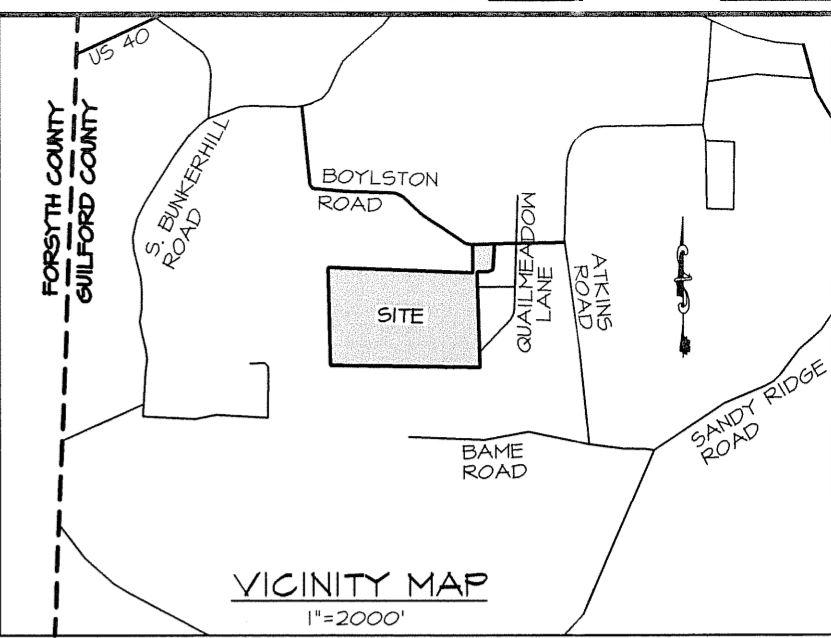 US 40
FORSYTH COUNTY
GUILFORD COUNTY
S. BUNKERHILL
ROAD
BOYLSTON
ROAD
QUAILMEADOW
LANE
ATKINS
ROAD
SITE
SANDY RIDGE
ROAD
BAME
ROAD
VICINITY MAP
1"=2000'